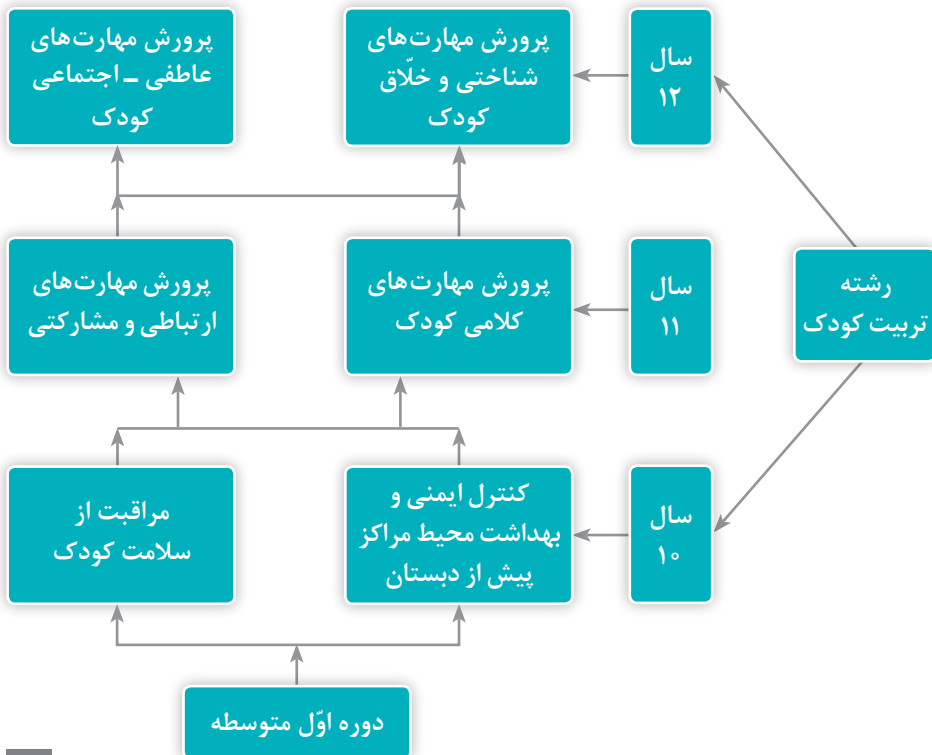 پرورش مهارت‌های
شناختی و خلّاق
کودک
پرورش مهارت‌های
عاطفی – اجتماعی
کودک
سال
۱۲
پرورش مهارت‌های
کلامی کودک
پرورش مهارت‌های
ارتباطی و مشارکتی
سال
۱۱
رشته
تربیت کودک
کنترل ایمنی و
بهداشت محیط مراکز
پیش از دبستان
مراقبت از
سلامت کودک
سال
۱۰
دوره اوّل متوسطه